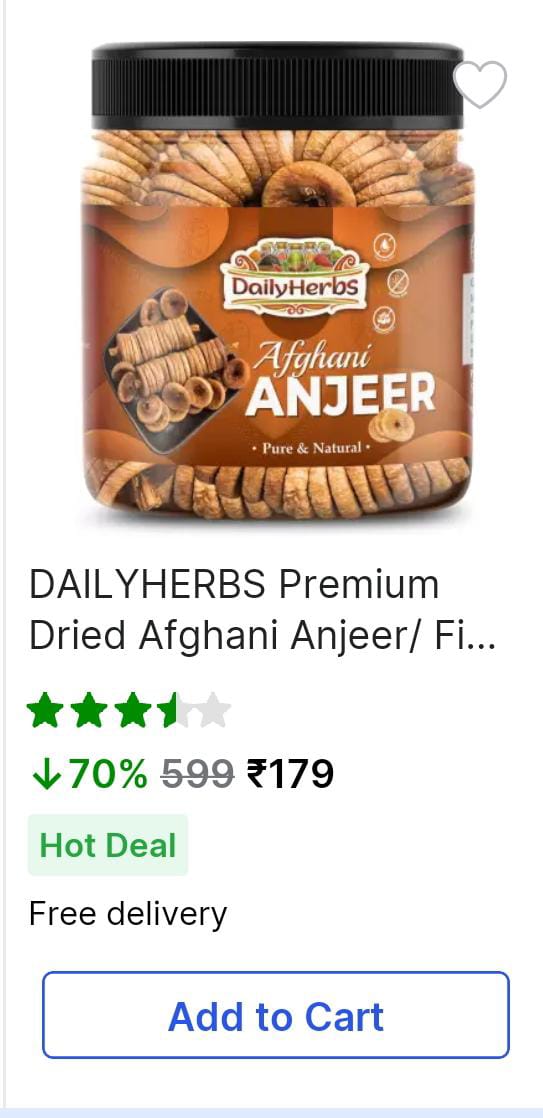 DailyHerbs
Afghani
ANJEER
• Pure & Natural •
DAILYHERBS Premium
Dried Afghani Anjeer/ Fi...
↓70% 599 ₹179
Hot Deal
Free delivery
Add to Cart